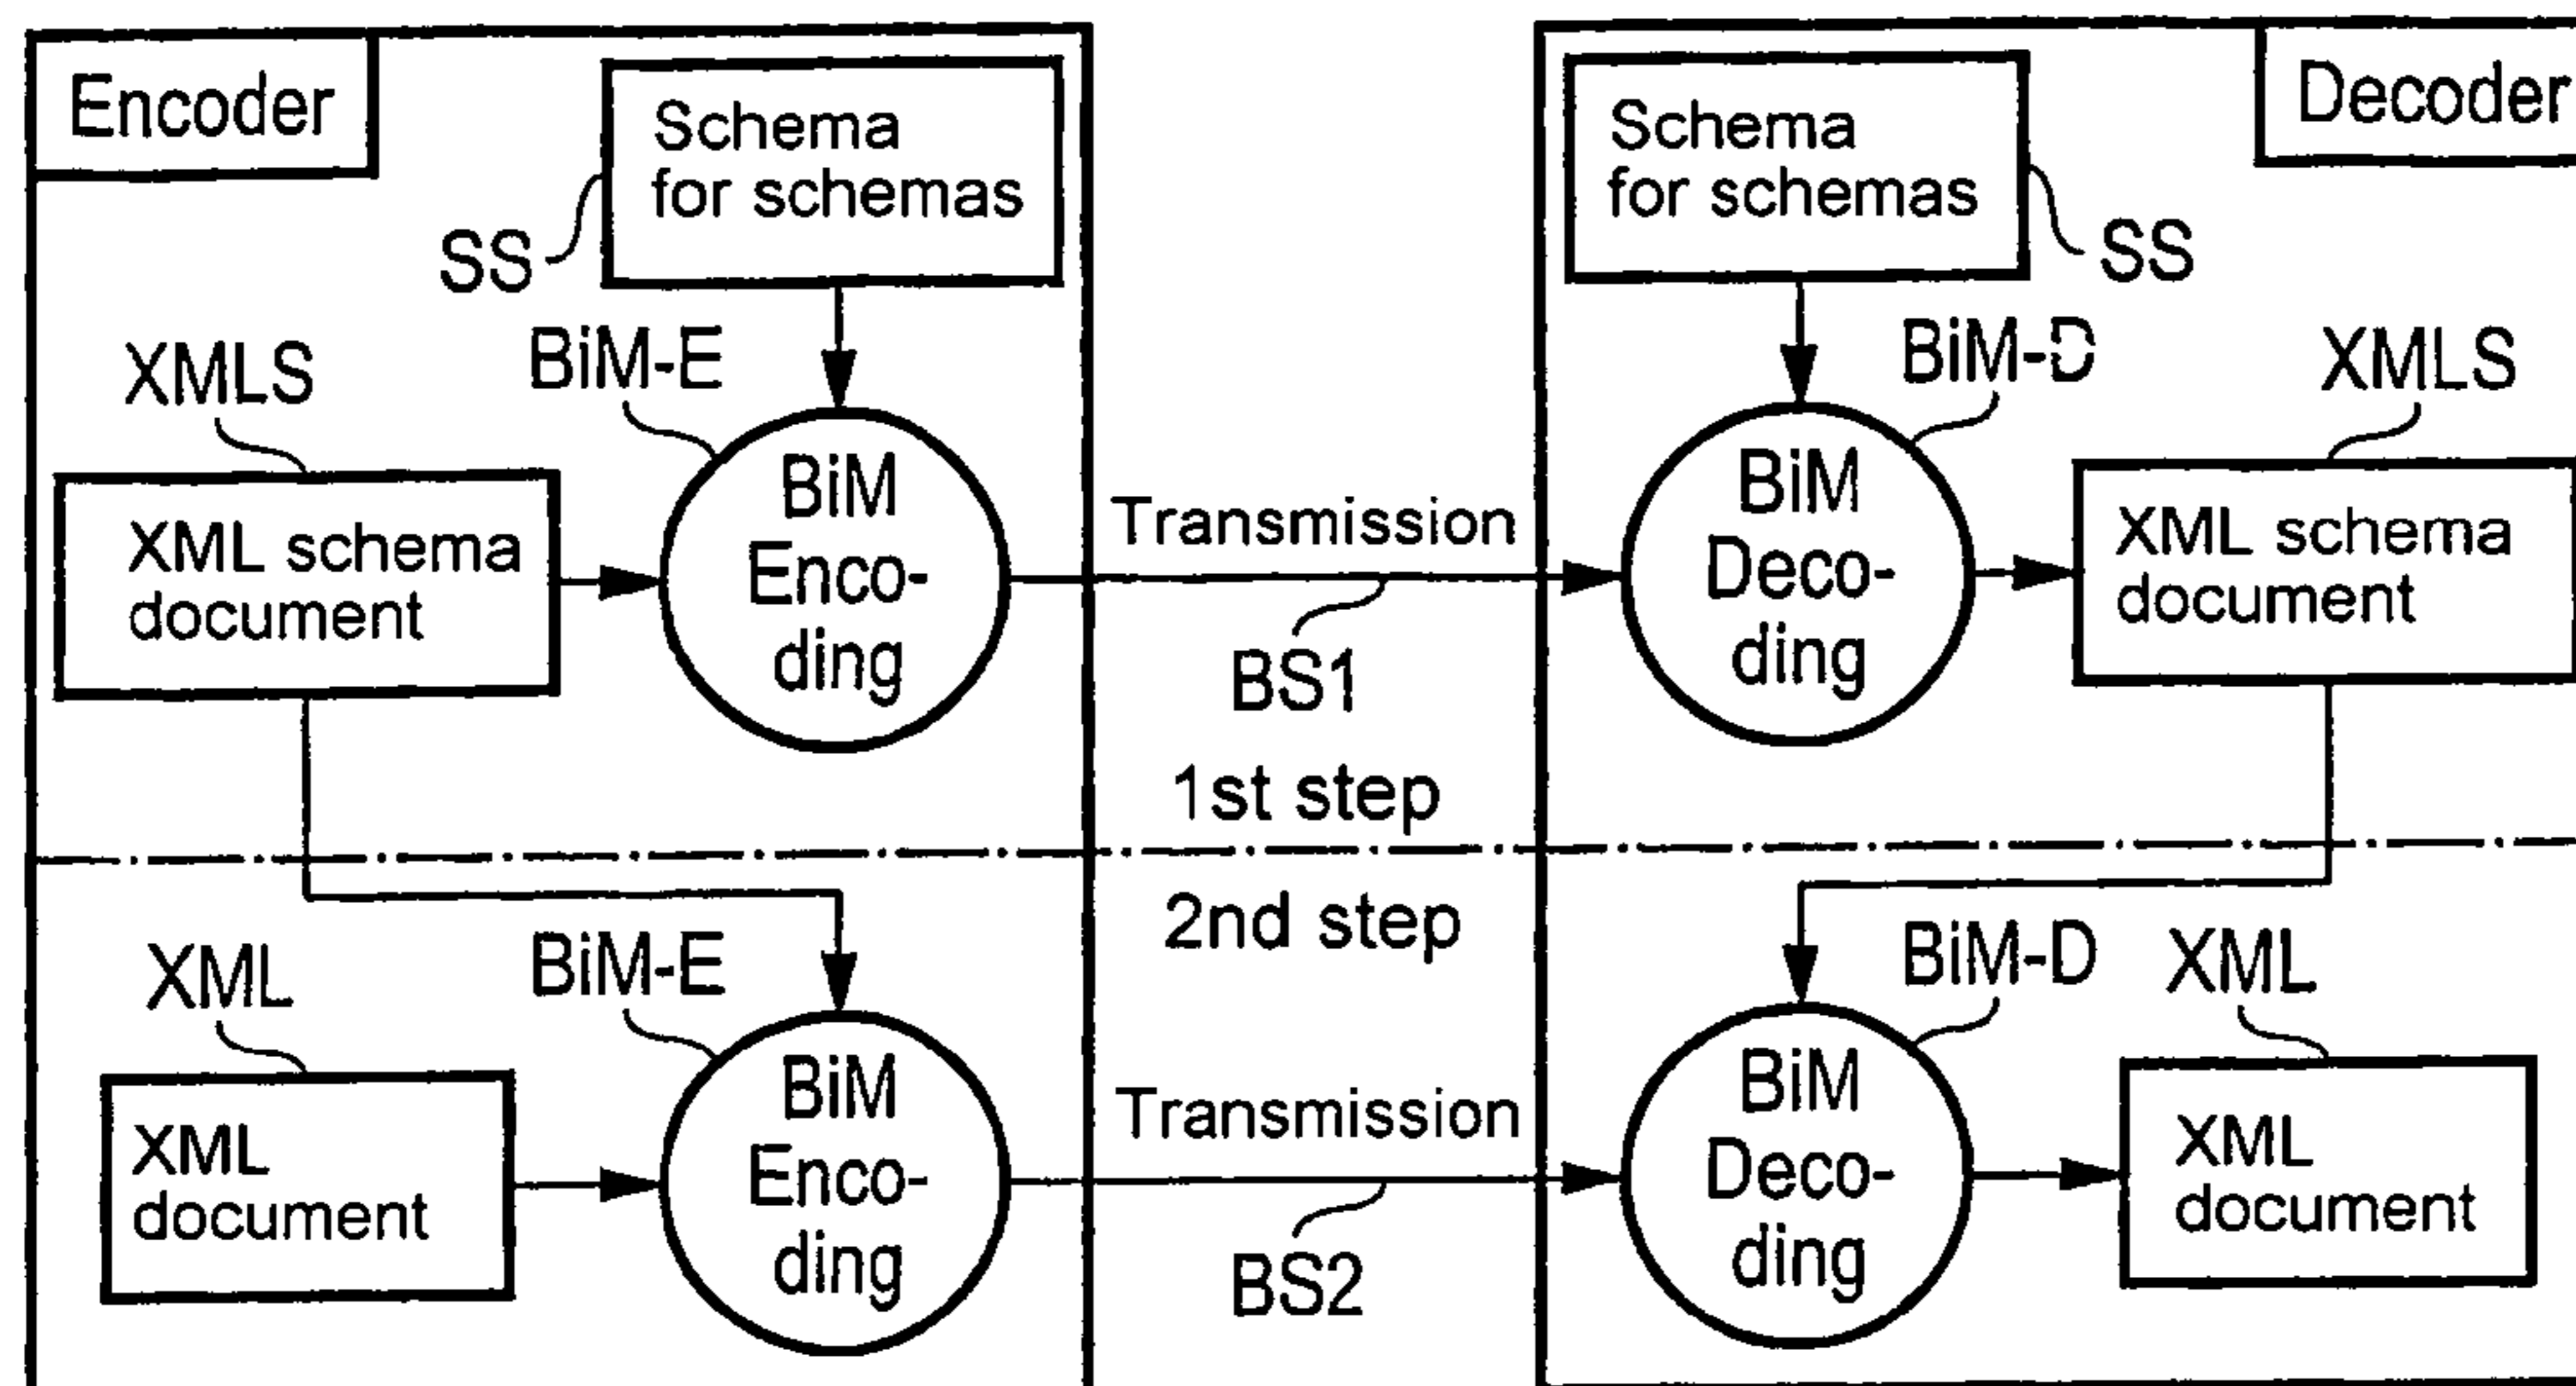 Encoder
Schema
for schemas
SS
Schema
for schemas
SS
Decoder
XMLS
BiM-E
BiM-D
XMLS
XML schema
document
BiM
Enco-
ding
Transmission
BS1
BiM
Deco-
ding
XML schema
document
1st step
2nd step
XML
BiM-E
BiM-D
XML
XML
document
BiM
Enco-
ding
Transmission
BS2
BiM
Deco-
ding
XML
document